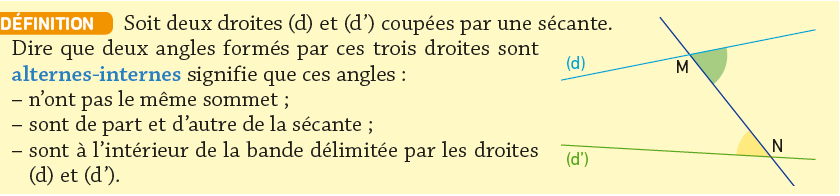 DÉFINITION Soit deux droites (d) et (d’) coupées par une sécante.
Dire que deux angles formés par ces trois droites sont
alternes-internes signifie que ces angles :
– n’ont pas le même sommet ;
– sont de part et d’autre de la sécante ;
– sont à l’intérieur de la bande délimitée par les droites
(d) et (d’).
(d)
M
(d’)
N